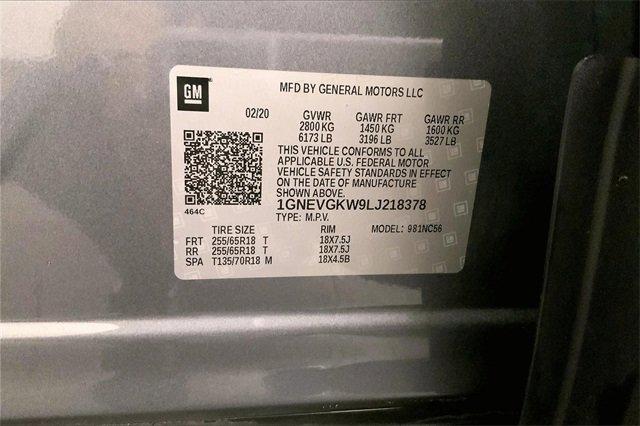 GM
MFD BY GENERAL MOTORS LLC
02/20 GVWR GAWR FRT GAWR RR
2800 KG 1450 KG 1600 KG
6173 LB 3196 LB 3527 LB
THIS VEHICLE CONFORMS TO ALL
APPLICABLE U.S. FEDERAL MOTOR
VEHICLE SAFETY STANDARDS IN EFFECT
ON THE DATE OF MANUFACTURE
SHOWN ABOVE.
464C
1GNEVGKW9LJ218378
TYPE: M.P.V.
TIRE SIZE RIM MODEL: 981NC56
FRT 255/65R18 T 18X7.5J
RR 255/65R18 T 18X7.5J
SPA T135/70R18 M 18X4.5B